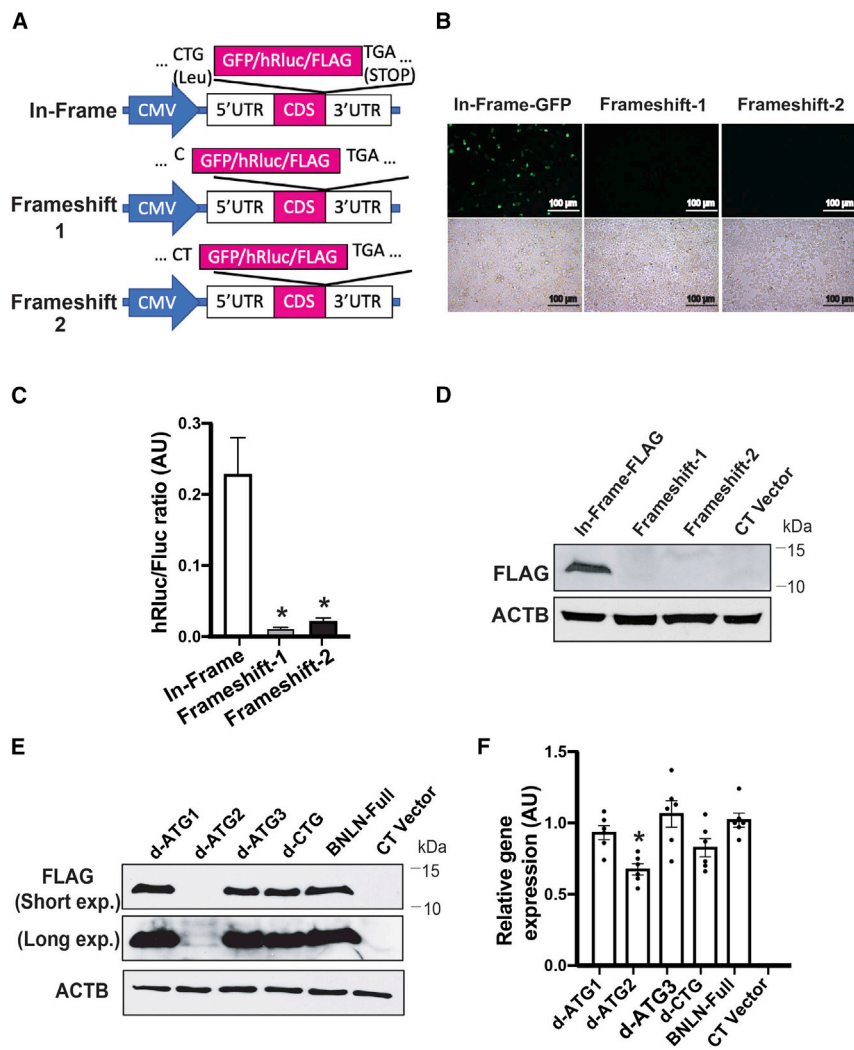 A
... CTG GFP/hRluc/FLAG TGA ...
(Leu) (STOP)
In-Frame CMV 5'UTR CDS 3'UTR
... C GFP/hRluc/FLAG TGA ...
Frameshift 1 CMV 5'UTR CDS 3'UTR
... CT GFP/hRluc/FLAG TGA ...
Frameshift 2 CMV 5'UTR CDS 3'UTR
B
In-Frame-GFP Frameshift-1 Frameshift-2
100 µm 100 µm 100 µm
100 µm 100 µm 100 µm
C
hRluc/Fluc ratio (AU)
0.3
0.2
0.1
0.0
* *
In-Frame
Frameshift-1
Frameshift-2
D
In-Frame-FLAG Frameshift-1 Frameshift-2 CT Vector
kDa
FLAG
15
10
ACTB
E
d-ATG1 d-ATG2 d-ATG3 d-CTG BNLN-Full CT Vector
kDa
FLAG
(Short exp.)
15
10
(Long exp.)
ACTB
F
Relative gene
expression (AU)
1.5
1.0
0.5
0.0
*
d-ATG1
d-ATG2
d-ATG3
d-CTG
BNLN-Full
CT Vector